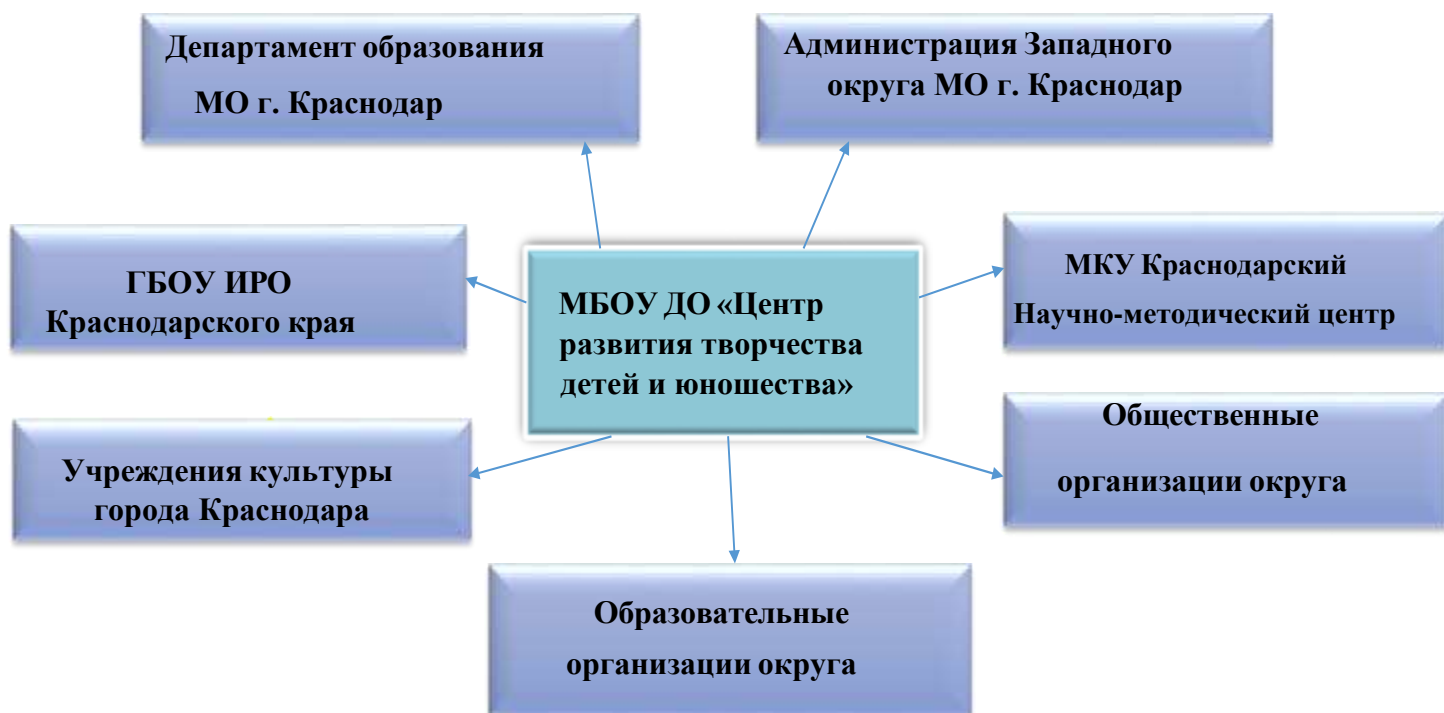 Департамент образования
МО г. Краснодар
Администрация Западного
округа МО г. Краснодар
ГБОУ ИРО
Краснодарского края
МБОУ ДО «Центр
развития творчества
детей и юношества»
МКУ Краснодарский
Научно-методический центр
Учреждения культуры
города Краснодара
Общественные
организации округа
Образовательные
организации округа